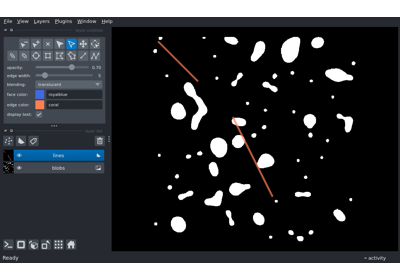 File View Layers Plugins Window Help
opacity: 0.75
edge width: 5
blending: translucent
face color: royalblue
edge color: coral
display text: ✓
lines
blobs
Ready
activity